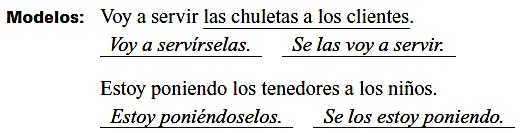 Modelos: Voy a servir las chuletas a los clientes.
Voy a servírselas. Se las voy a servir.
Estoy poniendo los tenedores a los niños.
Estoy poniéndoselos. Se los estoy poniendo.